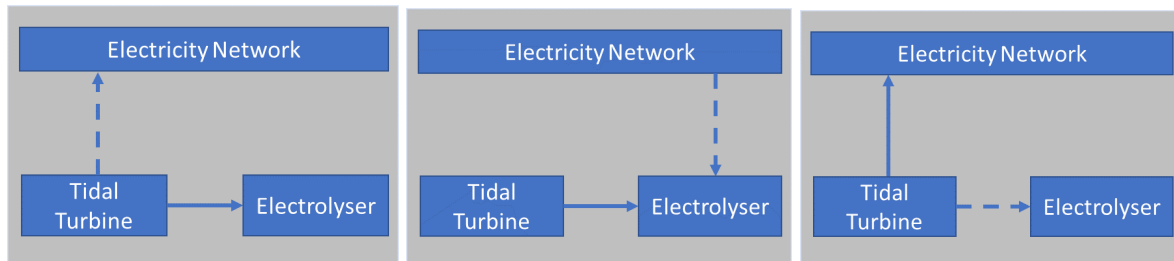 Electricity Network
Tidal
Turbine
Electrolyser
Electricity Network
Tidal
Turbine
Electrolyser
Electricity Network
Tidal
Turbine
Electrolyser